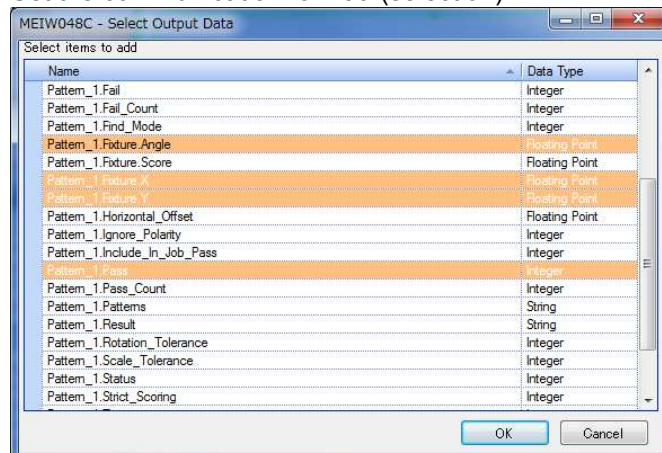 MEIW048C - Select Output Data
Select items to add
Name Data Type
Pattern_1.Fail Integer
Pattern_1.Fail_Count Integer
Pattern_1.Find_Mode Integer
Pattern_1.Fixture.Angle Floating Point
Pattern_1.Fixture.Score Floating Point
Pattern_1.Fixture.X Floating Point
Pattern_1.Fixture.Y Floating Point
Pattern_1.Horizontal_Offset Floating Point
Pattern_1.Ignore_Polarity Integer
Pattern_1.Include_In_Job_Pass Integer
Pattern_1.Pass Integer
Pattern_1.Pass_Count Integer
Pattern_1.Patterns String
Pattern_1.Result String
Pattern_1.Rotation_Tolerance Integer
Pattern_1.Scale_Tolerance Integer
Pattern_1.Status Integer
Pattern_1.Strict_Scoring Integer
OK Cancel